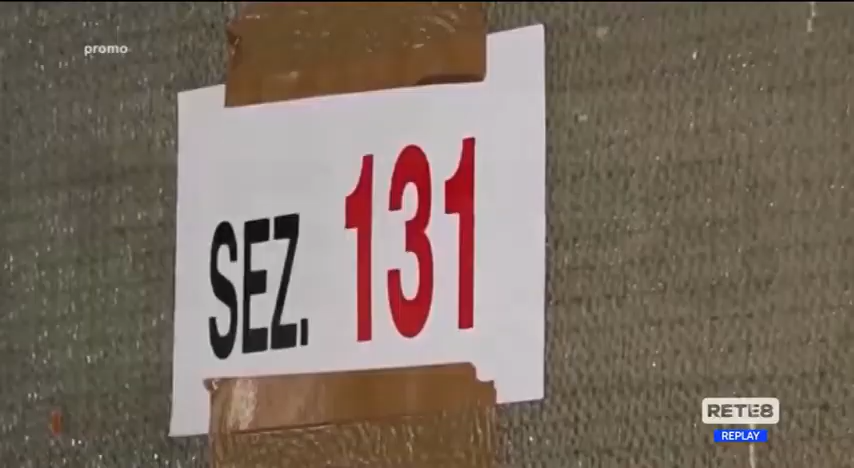 promo
SEZ. 131
RETE8
REPLAY